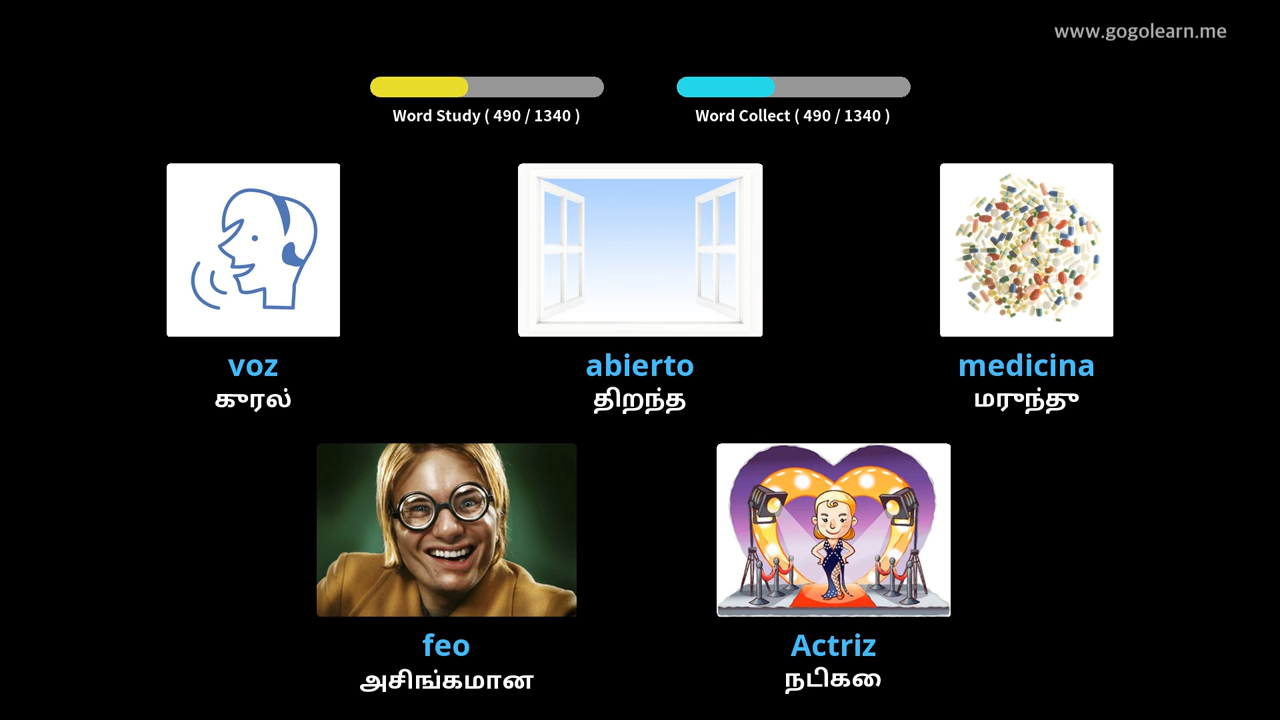 www.gogolearn.me
Word Study ( 490 / 1340 )
Word Collect ( 490 / 1340 )
voz
குரல்
abierto
திறந்த
medicina
மருந்து
feo
அசிங்கமான
Actriz
நடிகை